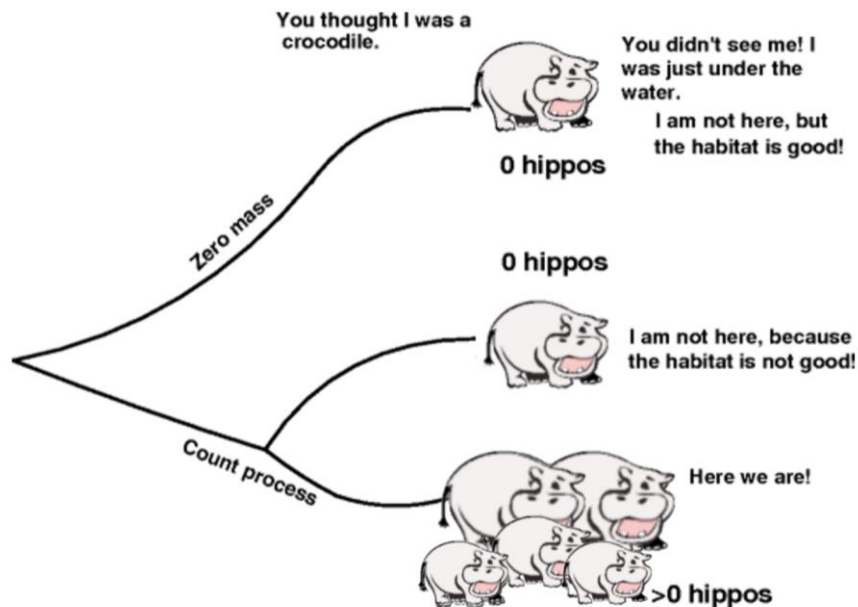 You thought I was a
crocodile.
You didn't see me! I
was just under the
water.
I am not here, but
the habitat is good!
0 hippos
Zero mass
0 hippos
I am not here, because
the habitat is not good!
Count process
Here we are!
>0 hippos